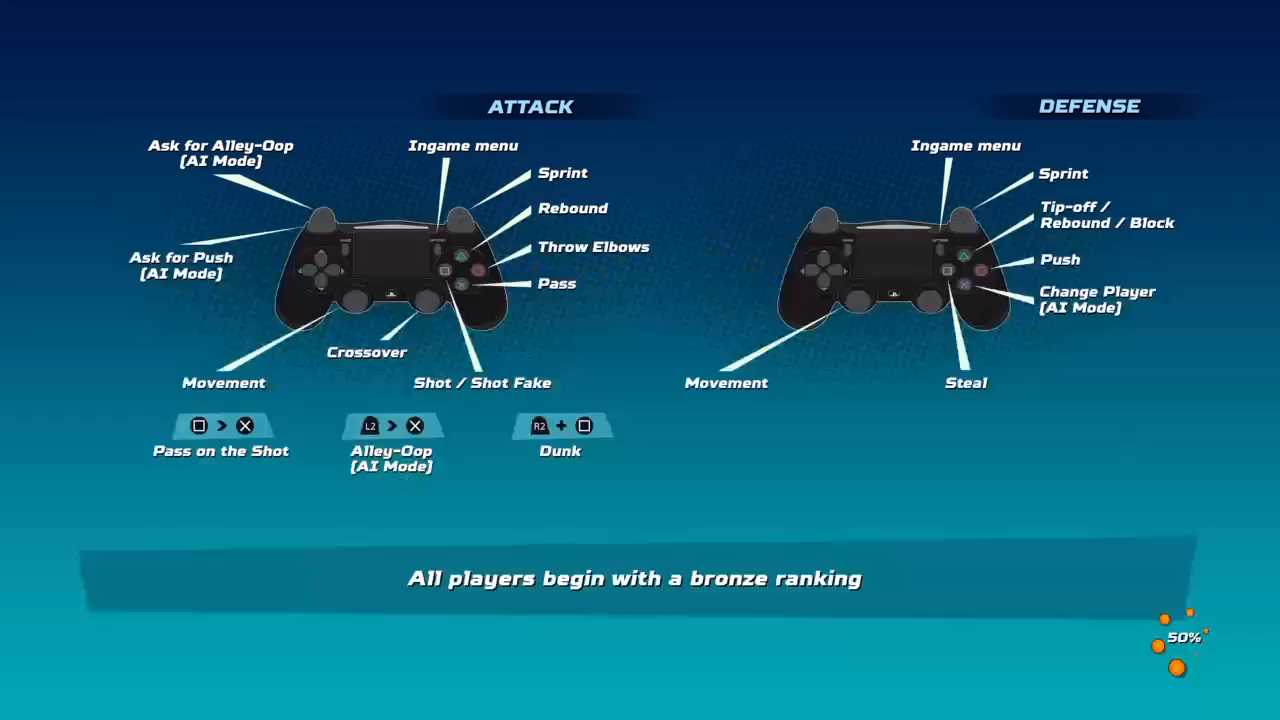 ATTACK
Ask for Alley-Oop
[AI Mode]
Ingame menu
Sprint
Rebound
Throw Elbows
Ask for Push
[AI Mode]
Pass
Crossover
Movement
Shot / Shot Fake
L2
R2
Pass on the Shot
Alley-Oop
[AI Mode]
Dunk
DEFENSE
Ingame menu
Sprint
Tip-off /
Rebound / Block
Push
Change Player
[AI Mode]
Movement
Steal
All players begin with a bronze ranking
50%